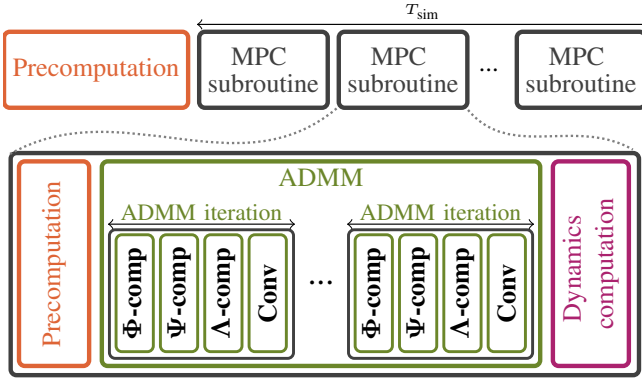 T_sim
Precomputation
MPC
subroutine
MPC
subroutine
...
MPC
subroutine
Precomputation
ADMM
ADMM iteration
Φ-comp
Ψ-comp
Λ-comp
Conv
...
ADMM iteration
Φ-comp
Ψ-comp
Λ-comp
Conv
Dynamics
computation